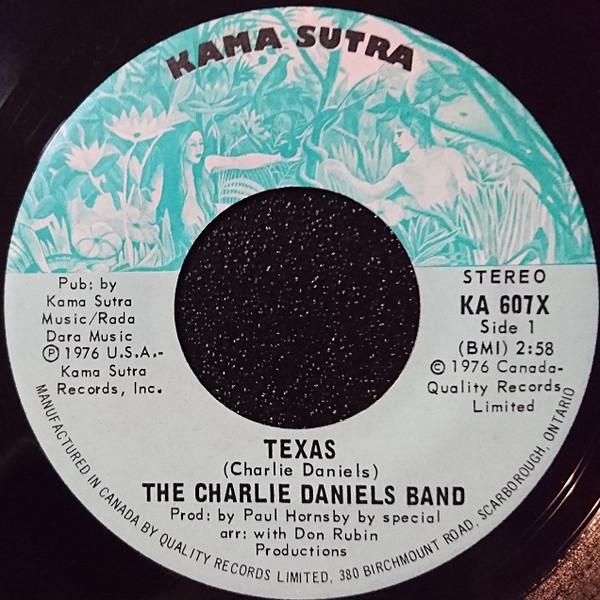 KAMA SUTRA
Pub: by
Kama Sutra
Music/Rada
Dara Music
Ⓟ 1976 U.S.A.-
Kama Sutra
Records, Inc.
STEREO
KA 607X
Side 1
(BMI) 2:58
© 1976 Canada-
Quality Records
Limited
TEXAS
(Charlie Daniels)
THE CHARLIE DANIELS BAND
Prod: by Paul Hornsby by special
arr: with Don Rubin
Productions
MANUFACTURED IN CANADA BY QUALITY RECORDS LIMITED, 380 BIRCHMOUNT ROAD, SCARBOROUGH, ONTARIO